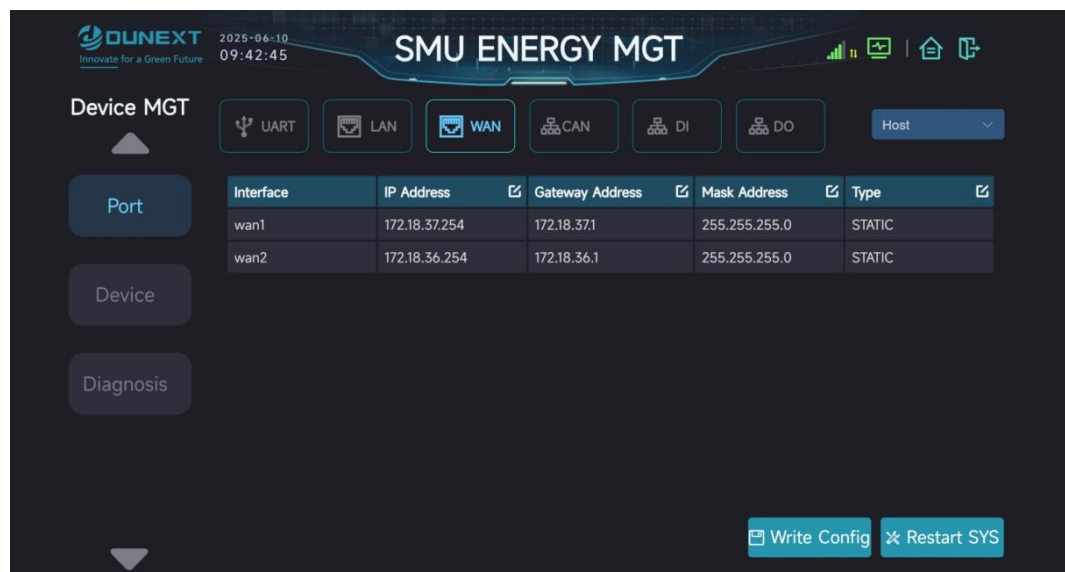 DUNEXT
Innovate for a Green Future
2025-06-10
09:42:45
SMU ENERGY MGT
Device MGT
UART
LAN
WAN
CAN
DI
DO
Host
Port
Device
Diagnosis
Interface IP Address Gateway Address Mask Address Type
wan1 172.18.37.254 172.18.37.1 255.255.255.0 STATIC
wan2 172.18.36.254 172.18.36.1 255.255.255.0 STATIC
Write Config
Restart SYS